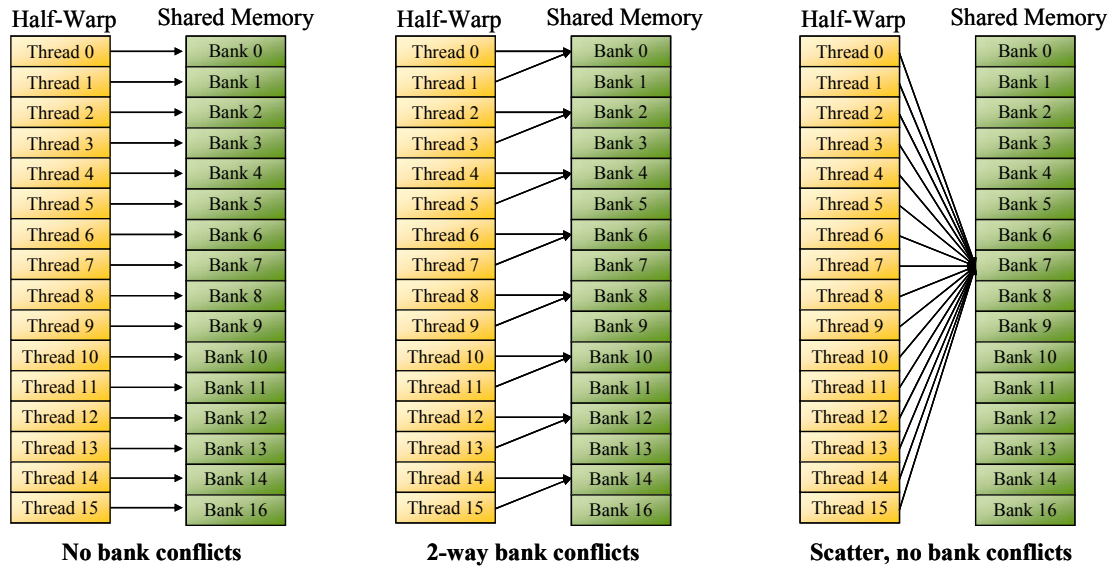 Half-Warp Shared Memory
Thread 0 Bank 0
Thread 1 Bank 1
Thread 2 Bank 2
Thread 3 Bank 3
Thread 4 Bank 4
Thread 5 Bank 5
Thread 6 Bank 6
Thread 7 Bank 7
Thread 8 Bank 8
Thread 9 Bank 9
Thread 10 Bank 10
Thread 11 Bank 11
Thread 12 Bank 12
Thread 13 Bank 13
Thread 14 Bank 14
Thread 15 Bank 16
No bank conflicts
Half-Warp Shared Memory
Thread 0 Bank 0
Thread 1 Bank 1
Thread 2 Bank 2
Thread 3 Bank 3
Thread 4 Bank 4
Thread 5 Bank 5
Thread 6 Bank 6
Thread 7 Bank 7
Thread 8 Bank 8
Thread 9 Bank 9
Thread 10 Bank 10
Thread 11 Bank 11
Thread 12 Bank 12
Thread 13 Bank 13
Thread 14 Bank 14
Thread 15 Bank 16
2-way bank conflicts
Half-Warp Shared Memory
Thread 0 Bank 0
Thread 1 Bank 1
Thread 2 Bank 2
Thread 3 Bank 3
Thread 4 Bank 4
Thread 5 Bank 5
Thread 6 Bank 6
Thread 7 Bank 7
Thread 8 Bank 8
Thread 9 Bank 9
Thread 10 Bank 10
Thread 11 Bank 11
Thread 12 Bank 12
Thread 13 Bank 13
Thread 14 Bank 14
Thread 15 Bank 16
Scatter, no bank conflicts